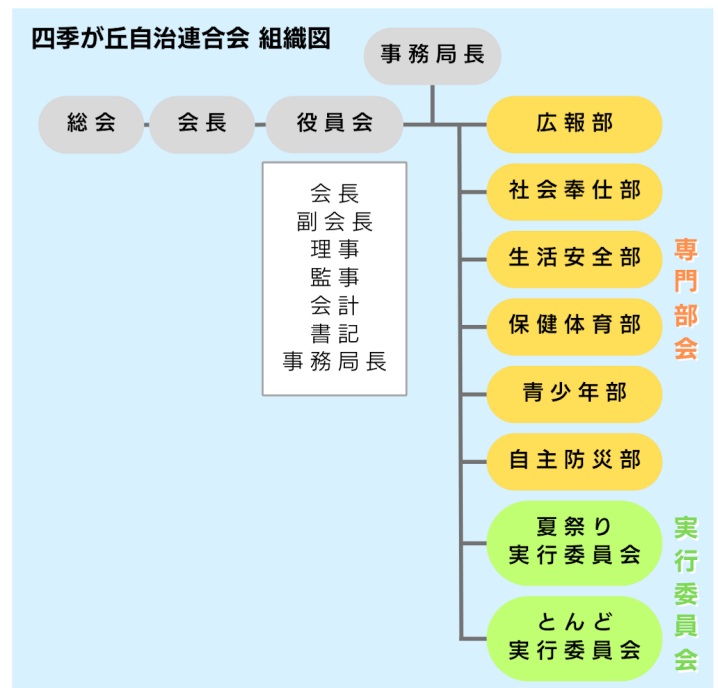 四季が丘自治連合会 組織図
事務局長
総会
会長
役員会
会長
副会長
理事
監事
会計
書記
事務局長
広報部
社会奉仕部
生活安全部
保健体育部
青少年部
自主防災部
専門部会
夏祭り
実行委員会
とんど
実行委員会
実行委員会